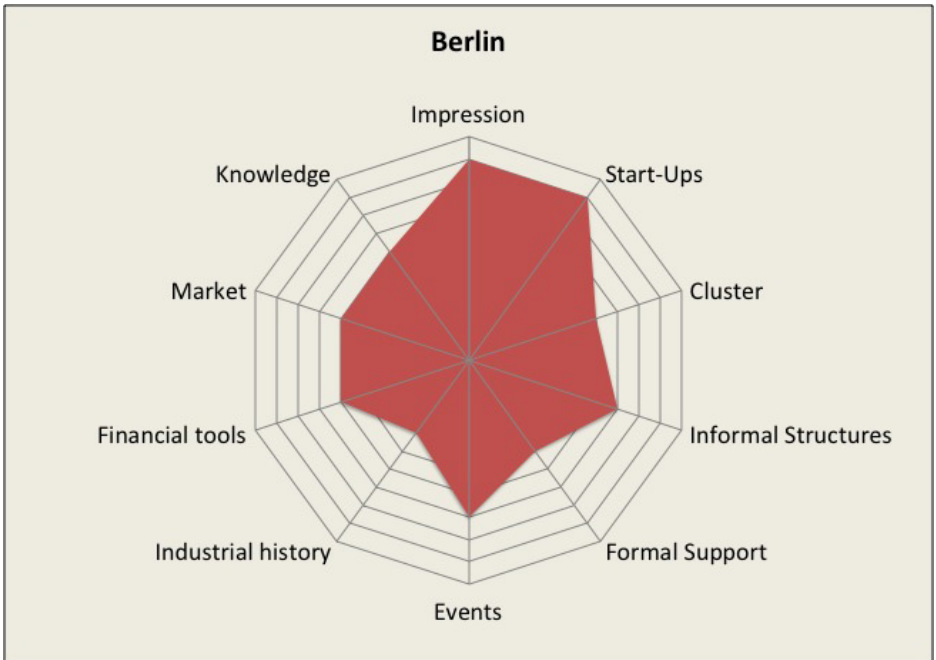 Berlin
Impression
Knowledge
Start-Ups
Market
Cluster
Financial tools
Informal Structures
Industrial history
Formal Support
Events